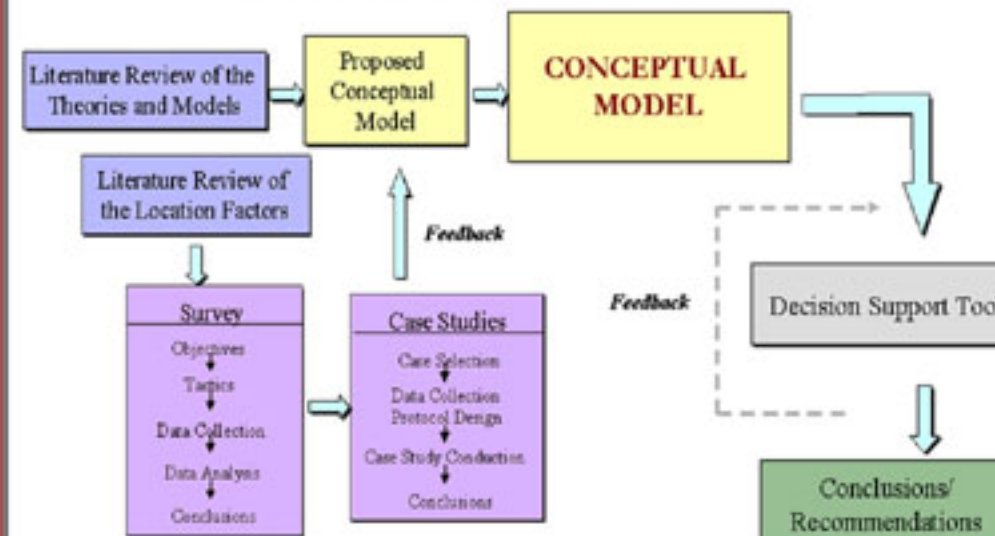 Literature Review of the
Theories and Models
Proposed
Conceptual
Model
CONCEPTUAL
MODEL
Literature Review of
the Location Factors
Feedback
Survey
Objectives
Tactics
Data Collection
Data Analysis
Conclusions
Case Studies
Case Selection
Data Collection
Protocol Design
Case Study Conduction
Conclusions
Feedback
Decision Support Too
Conclusions/
Recommendations